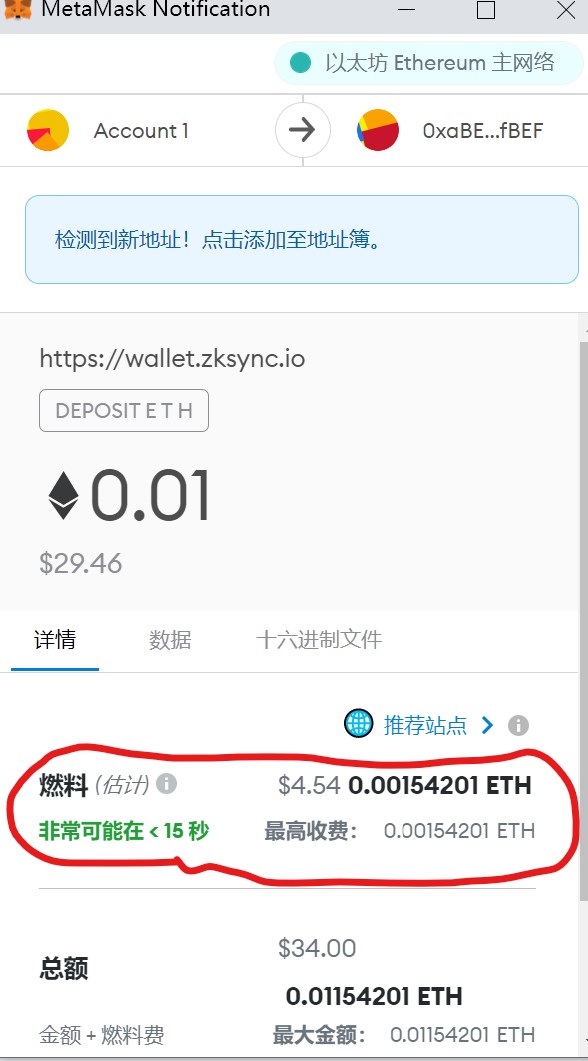 MetaMask Notification
以太坊 Ethereum 主网络
Account 1
0xaBE...fBEF
检测到新地址！点击添加至地址簿。
https://wallet.zksync.io
DEPOSIT E T H
0.01
$29.46
详情 数据 十六进制文件
推荐站点
燃料 (估计) $4.54 0.00154201 ETH
非常可能在 < 15 秒 最高收费： 0.00154201 ETH
总额 $34.00
0.01154201 ETH
金额 + 燃料费 最大金额： 0.01154201 ETH